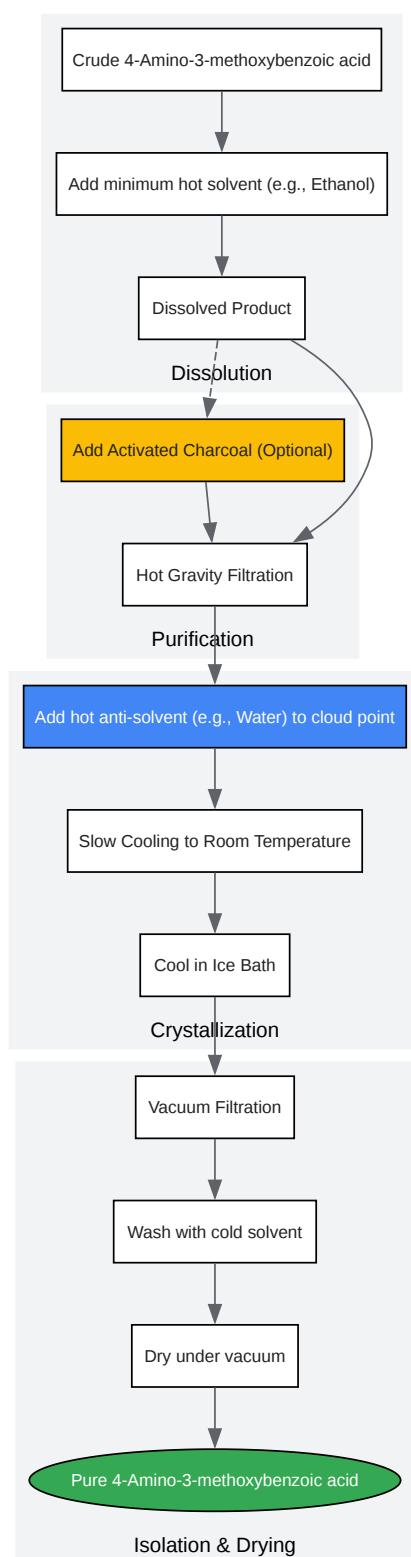 Crude 4-Amino-3-methoxybenzoic acid
Add minimum hot solvent (e.g., Ethanol)
Dissolved Product
Dissolution
Add Activated Charcoal (Optional)
Hot Gravity Filtration
Purification
Add hot anti-solvent (e.g., Water) to cloud point
Slow Cooling to Room Temperature
Cool in Ice Bath
Crystallization
Vacuum Filtration
Wash with cold solvent
Dry under vacuum
Pure 4-Amino-3-methoxybenzoic acid
Isolation & Drying